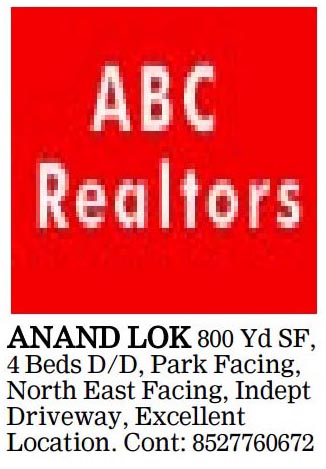 ABC
Realtors
ANAND LOK 800 Yd SF,
4 Beds D/D, Park Facing,
North East Facing, Indept
Driveway, Excellent
Location. Cont: 8527760672